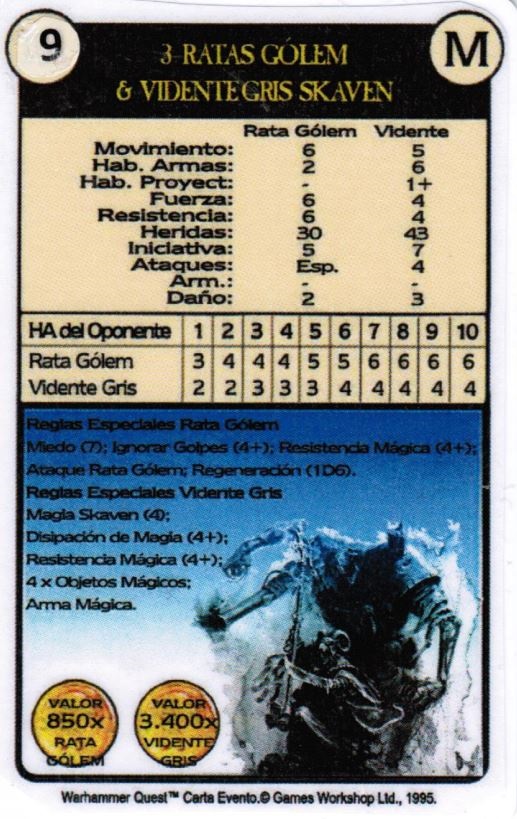 9
M
3 RATAS GÓLEM
& VIDENTE GRIS SKAVEN
Rata Gólem Vidente
Movimiento: 6 5
Hab. Armas: 2 6
Hab. Proyect: - 1+
Fuerza: 6 4
Resistencia: 6 4
Heridas: 30 43
Iniciativa: 5 7
Ataques: Esp. 4
Arm.: - -
Daño: 2 3
HA del Oponente 1 2 3 4 5 6 7 8 9 10
Rata Gólem 3 4 4 4 5 5 6 6 6 6
Vidente Gris 2 2 3 3 3 4 4 4 4 4
Reglas Especiales Rata Gólem
Miedo (7); Ignorar Golpes (4+); Resistencia Mágica (4+);
Ataque Rata Gólem; Regeneración (1D6).
Reglas Especiales Vidente Gris
Magia Skaven (4);
Disipación de Magia (4+);
Resistencia Mágica (4+);
4 x Objetos Mágicos;
Arma Mágica.
VALOR
850x
RATA
GÓLEM
VALOR
3.400x
VIDENTE
GRIS
Warhammer Quest™ Carta Evento.© Games Workshop Ltd., 1995.